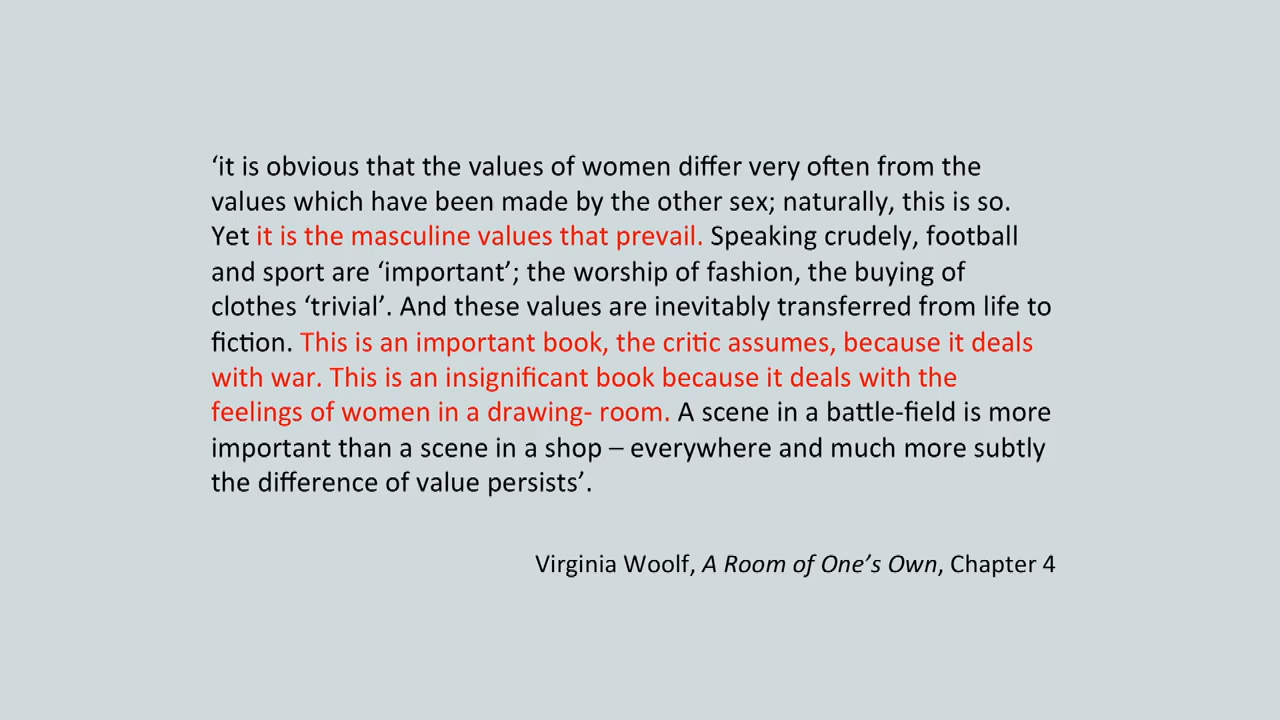 ‘it is obvious that the values of women differ very often from the
values which have been made by the other sex; naturally, this is so.
Yet it is the masculine values that prevail. Speaking crudely, football
and sport are ‘important’; the worship of fashion, the buying of
clothes ‘trivial’. And these values are inevitably transferred from life to
fiction. This is an important book, the critic assumes, because it deals
with war. This is an insignificant book because it deals with the
feelings of women in a drawing- room. A scene in a battle-field is more
important than a scene in a shop – everywhere and much more subtly
the difference of value persists’.
Virginia Woolf, A Room of One’s Own, Chapter 4